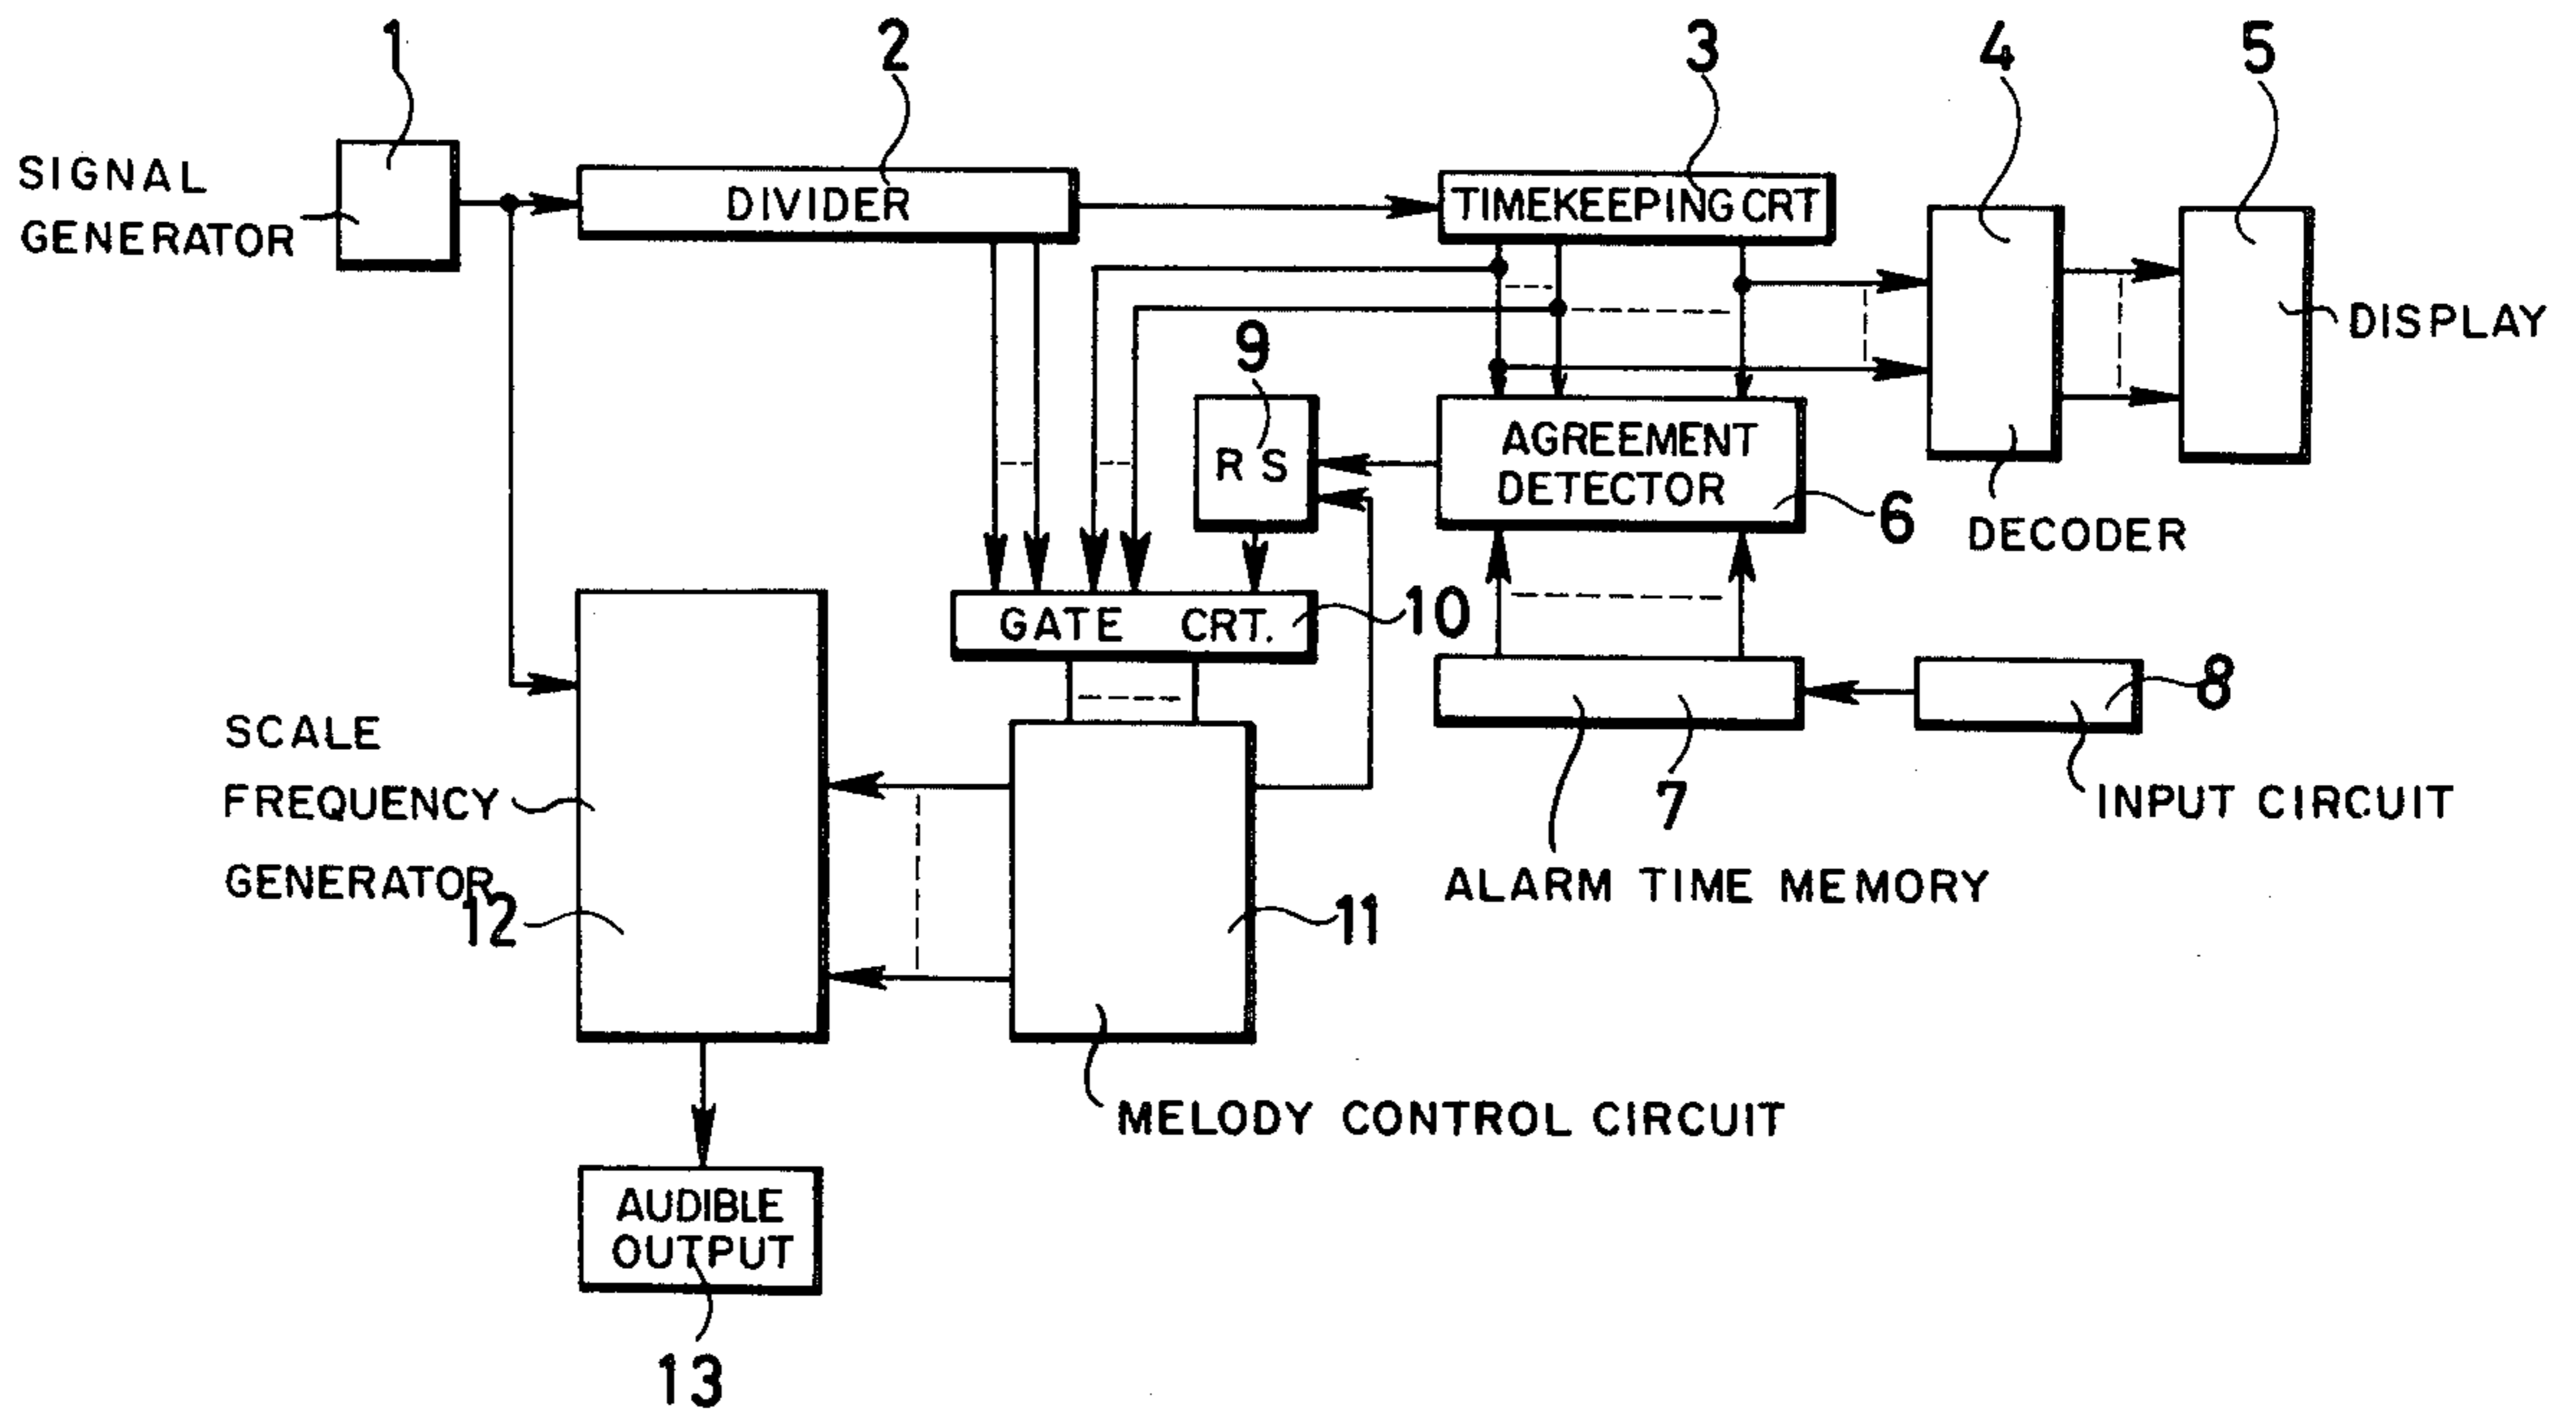 1
2
3
4
5
SIGNAL
GENERATOR
DIVIDER
TIMEKEEPING CRT
DISPLAY
9
R S
AGREEMENT
DETECTOR
6
DECODER
GATE CRT.
10
8
INPUT CIRCUIT
7
ALARM TIME MEMORY
SCALE
FREQUENCY
GENERATOR
12
11
MELODY CONTROL CIRCUIT
AUDIBLE
OUTPUT
13